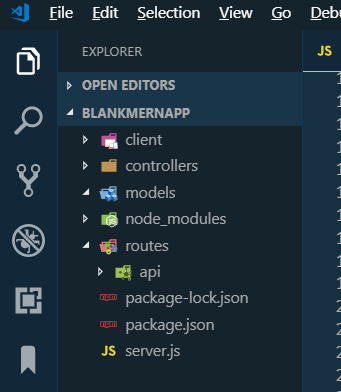 File Edit Selection View Go Debu
EXPLORER
JS
OPEN EDITORS
BLANKMERNAPP
client
controllers
models
node_modules
routes
api
package-lock.json
package.json
JS server.js